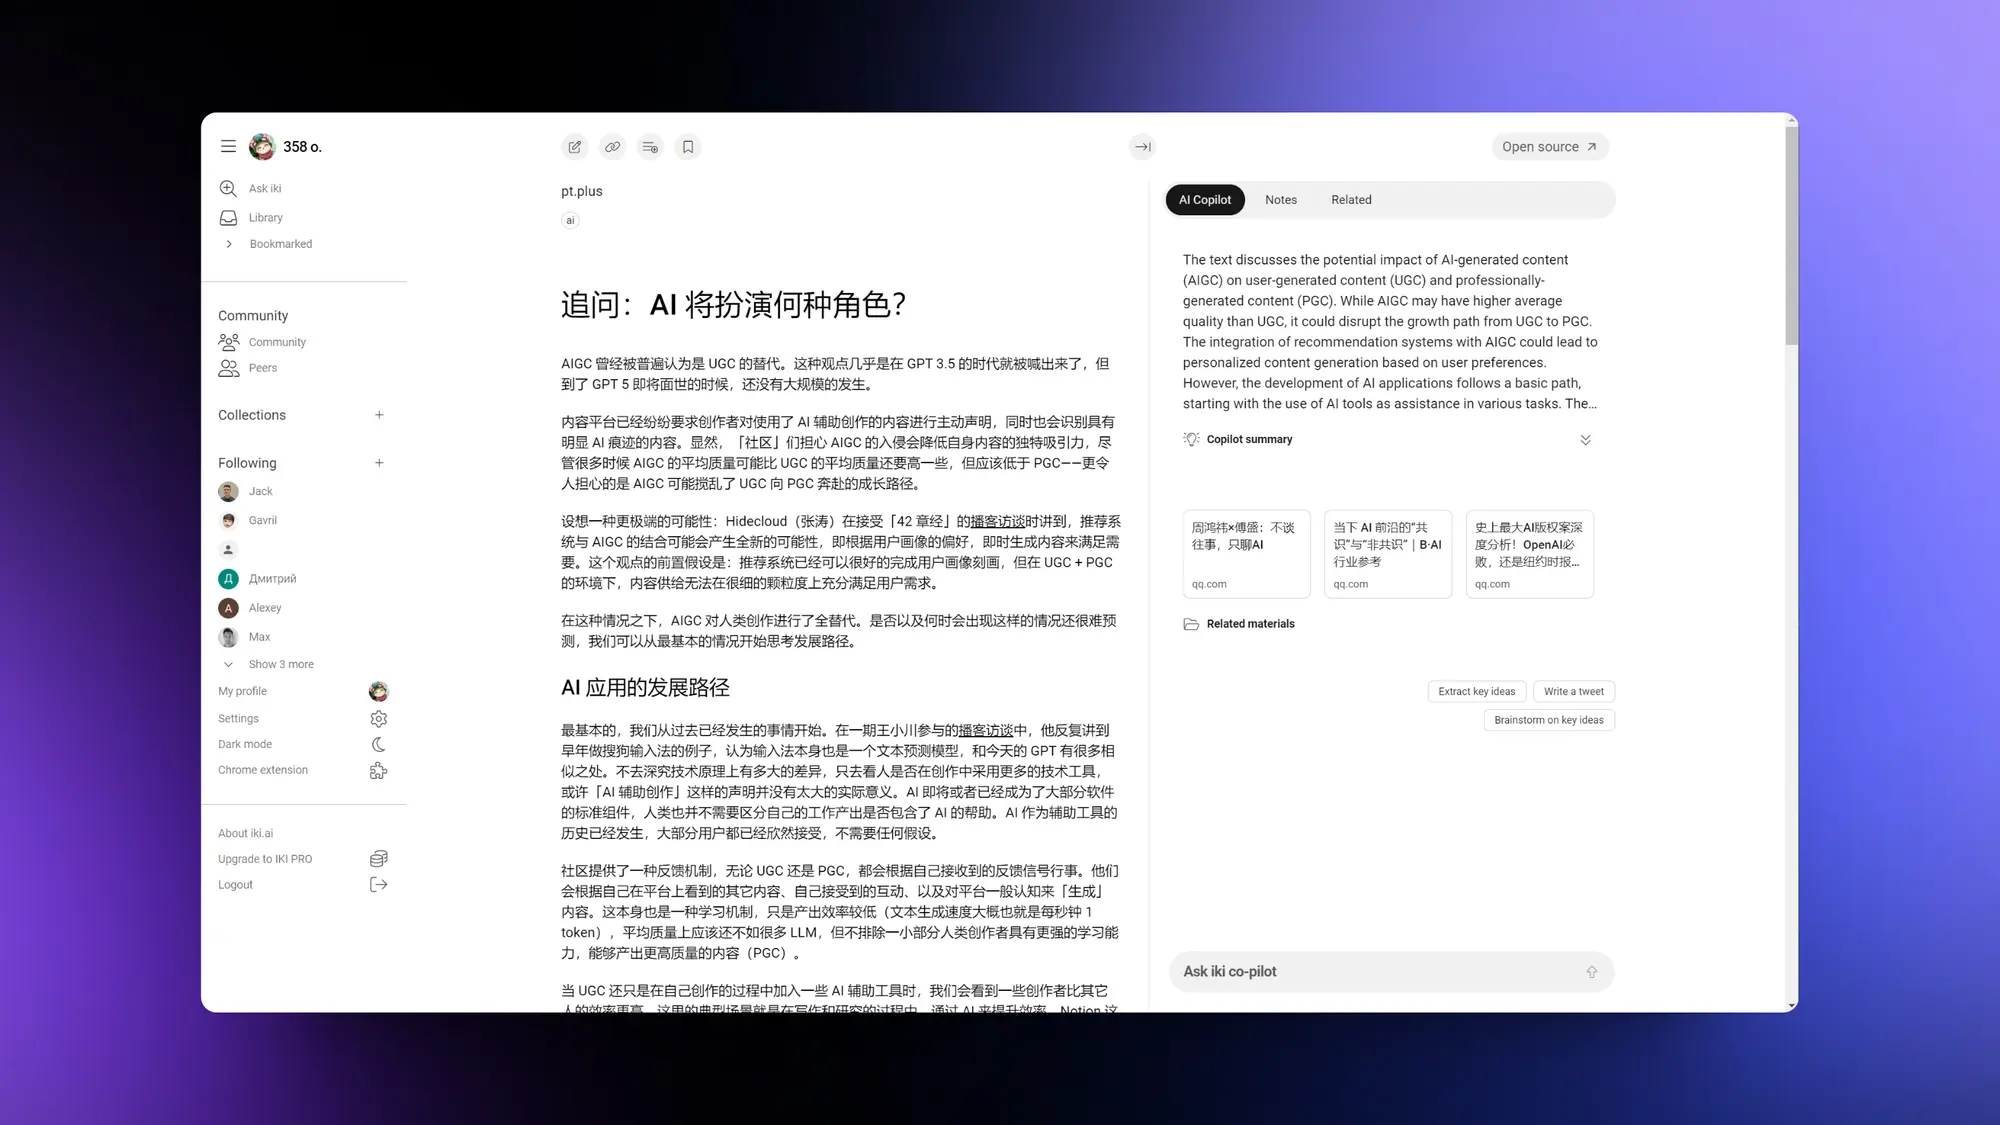 358 o.
Ask iki
Library
Bookmarked
Community
Community
Peers
Collections
Following
Jack
Gavril
Д
Дмитрий
A
Alexey
Max
Show 3 more
My profile
Settings
Dark mode
Chrome extension
About iki.ai
Upgrade to IKI PRO
Logout
pt.plus
ai
追问：AI 将扮演何种角色？
AIGC 曾经被普遍认为是 UGC 的替代。这种观点几乎是在 GPT 3.5 的时代就被喊出来了，但
到了 GPT 5 即将面世的时候，还没有大规模的发生。
内容平台已经纷纷要求创作者对使用了 AI 辅助创作的内容进行主动声明，同时也会识别具有
明显 AI 痕迹的内容。显然，「社区」们担心 AIGC 的入侵会降低自身内容的独特吸引力，尽
管很多时候 AIGC 的平均质量可能比 UGC 的平均质量还要高一些，但应该低于 PGC——更令
人担心的是 AIGC 可能搅乱了 UGC 向 PGC 奔赴的成长路径。
设想一种更极端的可能性：Hidecloud（张涛）在接受「42 章经」的播客访谈时讲到，推荐系
统与 AIGC 的结合可能会产生全新的可能性，即根据用户画像的偏好，即时生成内容来满足需
要。这个观点的前置假设是：推荐系统已经可以很好的完成用户画像刻画，但在 UGC + PGC
的环境下，内容供给无法在很细的颗粒度上充分满足用户需求。
在这种情况之下，AIGC 对人类创作进行了全替代。是否以及何时会出现这样的情况还很难预
测，我们可以从最基本的情况开始思考发展路径。
AI 应用的发展路径
最基本的，我们从过去已经发生的事情开始。在一期王小川参与的播客访谈中，他反复讲到
早年做搜狗输入法的例子，认为输入法本身也是一个文本预测模型，和今天的 GPT 有很多相
似之处。不去深究技术原理上有多大的差异，只去看人是否在创作中采用更多的技术工具，
或许「AI 辅助创作」这样的声明并没有太大的实际意义。AI 即将或者已经成为了大部分软件
的标准组件，人类也并不需要区分自己的工作产出是否包含了 AI 的帮助。AI 作为辅助工具的
历史已经发生，大部分用户都已经欣然接受，不需要任何假设。
社区提供了一种反馈机制，无论 UGC 还是 PGC，都会根据自己接收到的反馈信号行事。他们
会根据自己在平台上看到的其它内容、自己接受到的互动、以及对平台一般认知来「生成」
内容。这本身也是一种学习机制，只是产出效率较低（文本生成速度大概也就是每秒钟 1
token），平均质量上应该还不如很多 LLM，但不排除一小部分人类创作者具有更强的学习能
力，能够产出更高质量的内容（PGC）。
当 UGC 还只是在自己创作的过程中加入一些 AI 辅助工具时，我们会看到一些创作者比其它
人的效率更高。这里的典型场景就是在写作和研究的过程中，通过 AI 来提升效率。Notion 这
Open source
AI Copilot
Notes
Related
The text discusses the potential impact of AI-generated content
(AIGC) on user-generated content (UGC) and professionally-
generated content (PGC). While AIGC may have higher average
quality than UGC, it could disrupt the growth path from UGC to PGC.
The integration of recommendation systems with AIGC could lead to
personalized content generation based on user preferences.
However, the development of AI applications follows a basic path,
starting with the use of AI tools as assistance in various tasks. The...
Copilot summary
周鸿祎×傅盛：不谈
往事，只聊AI
qq.com
当下 AI 前沿的“共
识”与“非共识”｜B·AI
行业参考
qq.com
史上最大AI版权案深
度分析！OpenAI必
败，还是纽约时报...
qq.com
Related materials
Extract key ideas
Write a tweet
Brainstorm on key ideas
Ask iki co-pilot